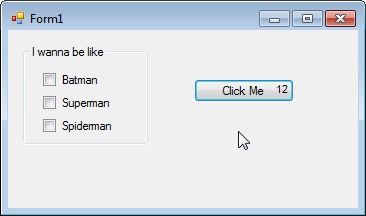 Form1
I wanna be like
Batman
Superman
Spiderman
Click Me 12